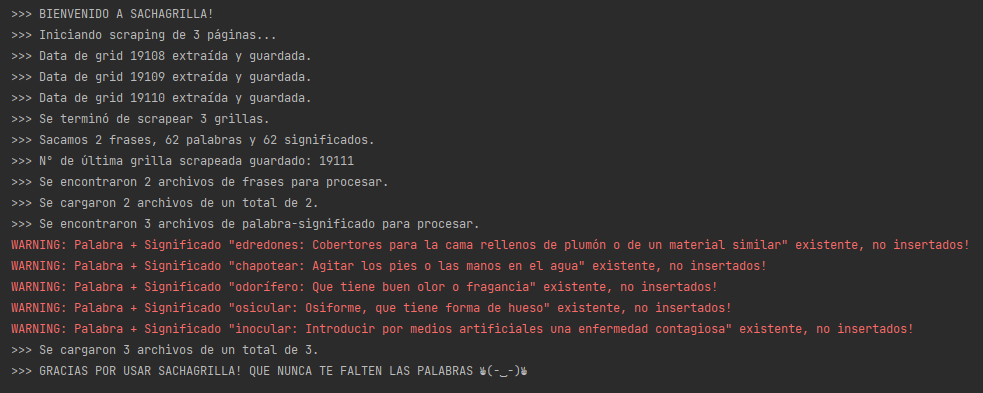 >>> BIENVENIDO A SACHAGRILLA!
>>> Iniciando scraping de 3 páginas...
>>> Data de grid 19108 extraída y guardada.
>>> Data de grid 19109 extraída y guardada.
>>> Data de grid 19110 extraída y guardada.
>>> Se terminó de scrapear 3 grillas.
>>> Sacamos 2 frases, 62 palabras y 62 significados.
>>> N° de última grilla scrapeada guardado: 19111
>>> Se encontraron 2 archivos de frases para procesar.
>>> Se cargaron 2 archivos de un total de 2.
>>> Se encontraron 3 archivos de palabra-significado para procesar.
WARNING: Palabra + Significado "edredones: Cobertores para la cama rellenos de plumón o de un material similar" existente, no insertados!
WARNING: Palabra + Significado "chapotear: Agitar los pies o las manos en el agua" existente, no insertados!
WARNING: Palabra + Significado "odorífero: Que tiene buen olor o fragancia" existente, no insertados!
WARNING: Palabra + Significado "osicular: Osiforme, que tiene forma de hueso" existente, no insertados!
WARNING: Palabra + Significado "inocular: Introducir por medios artificiales una enfermedad contagiosa" existente, no insertados!
>>> Se cargaron 3 archivos de un total de 3.
>>> GRACIAS POR USAR SACHAGRILLA! QUE NUNCA TE FALTEN LAS PALABRAS 🖖(-‿-)🖖